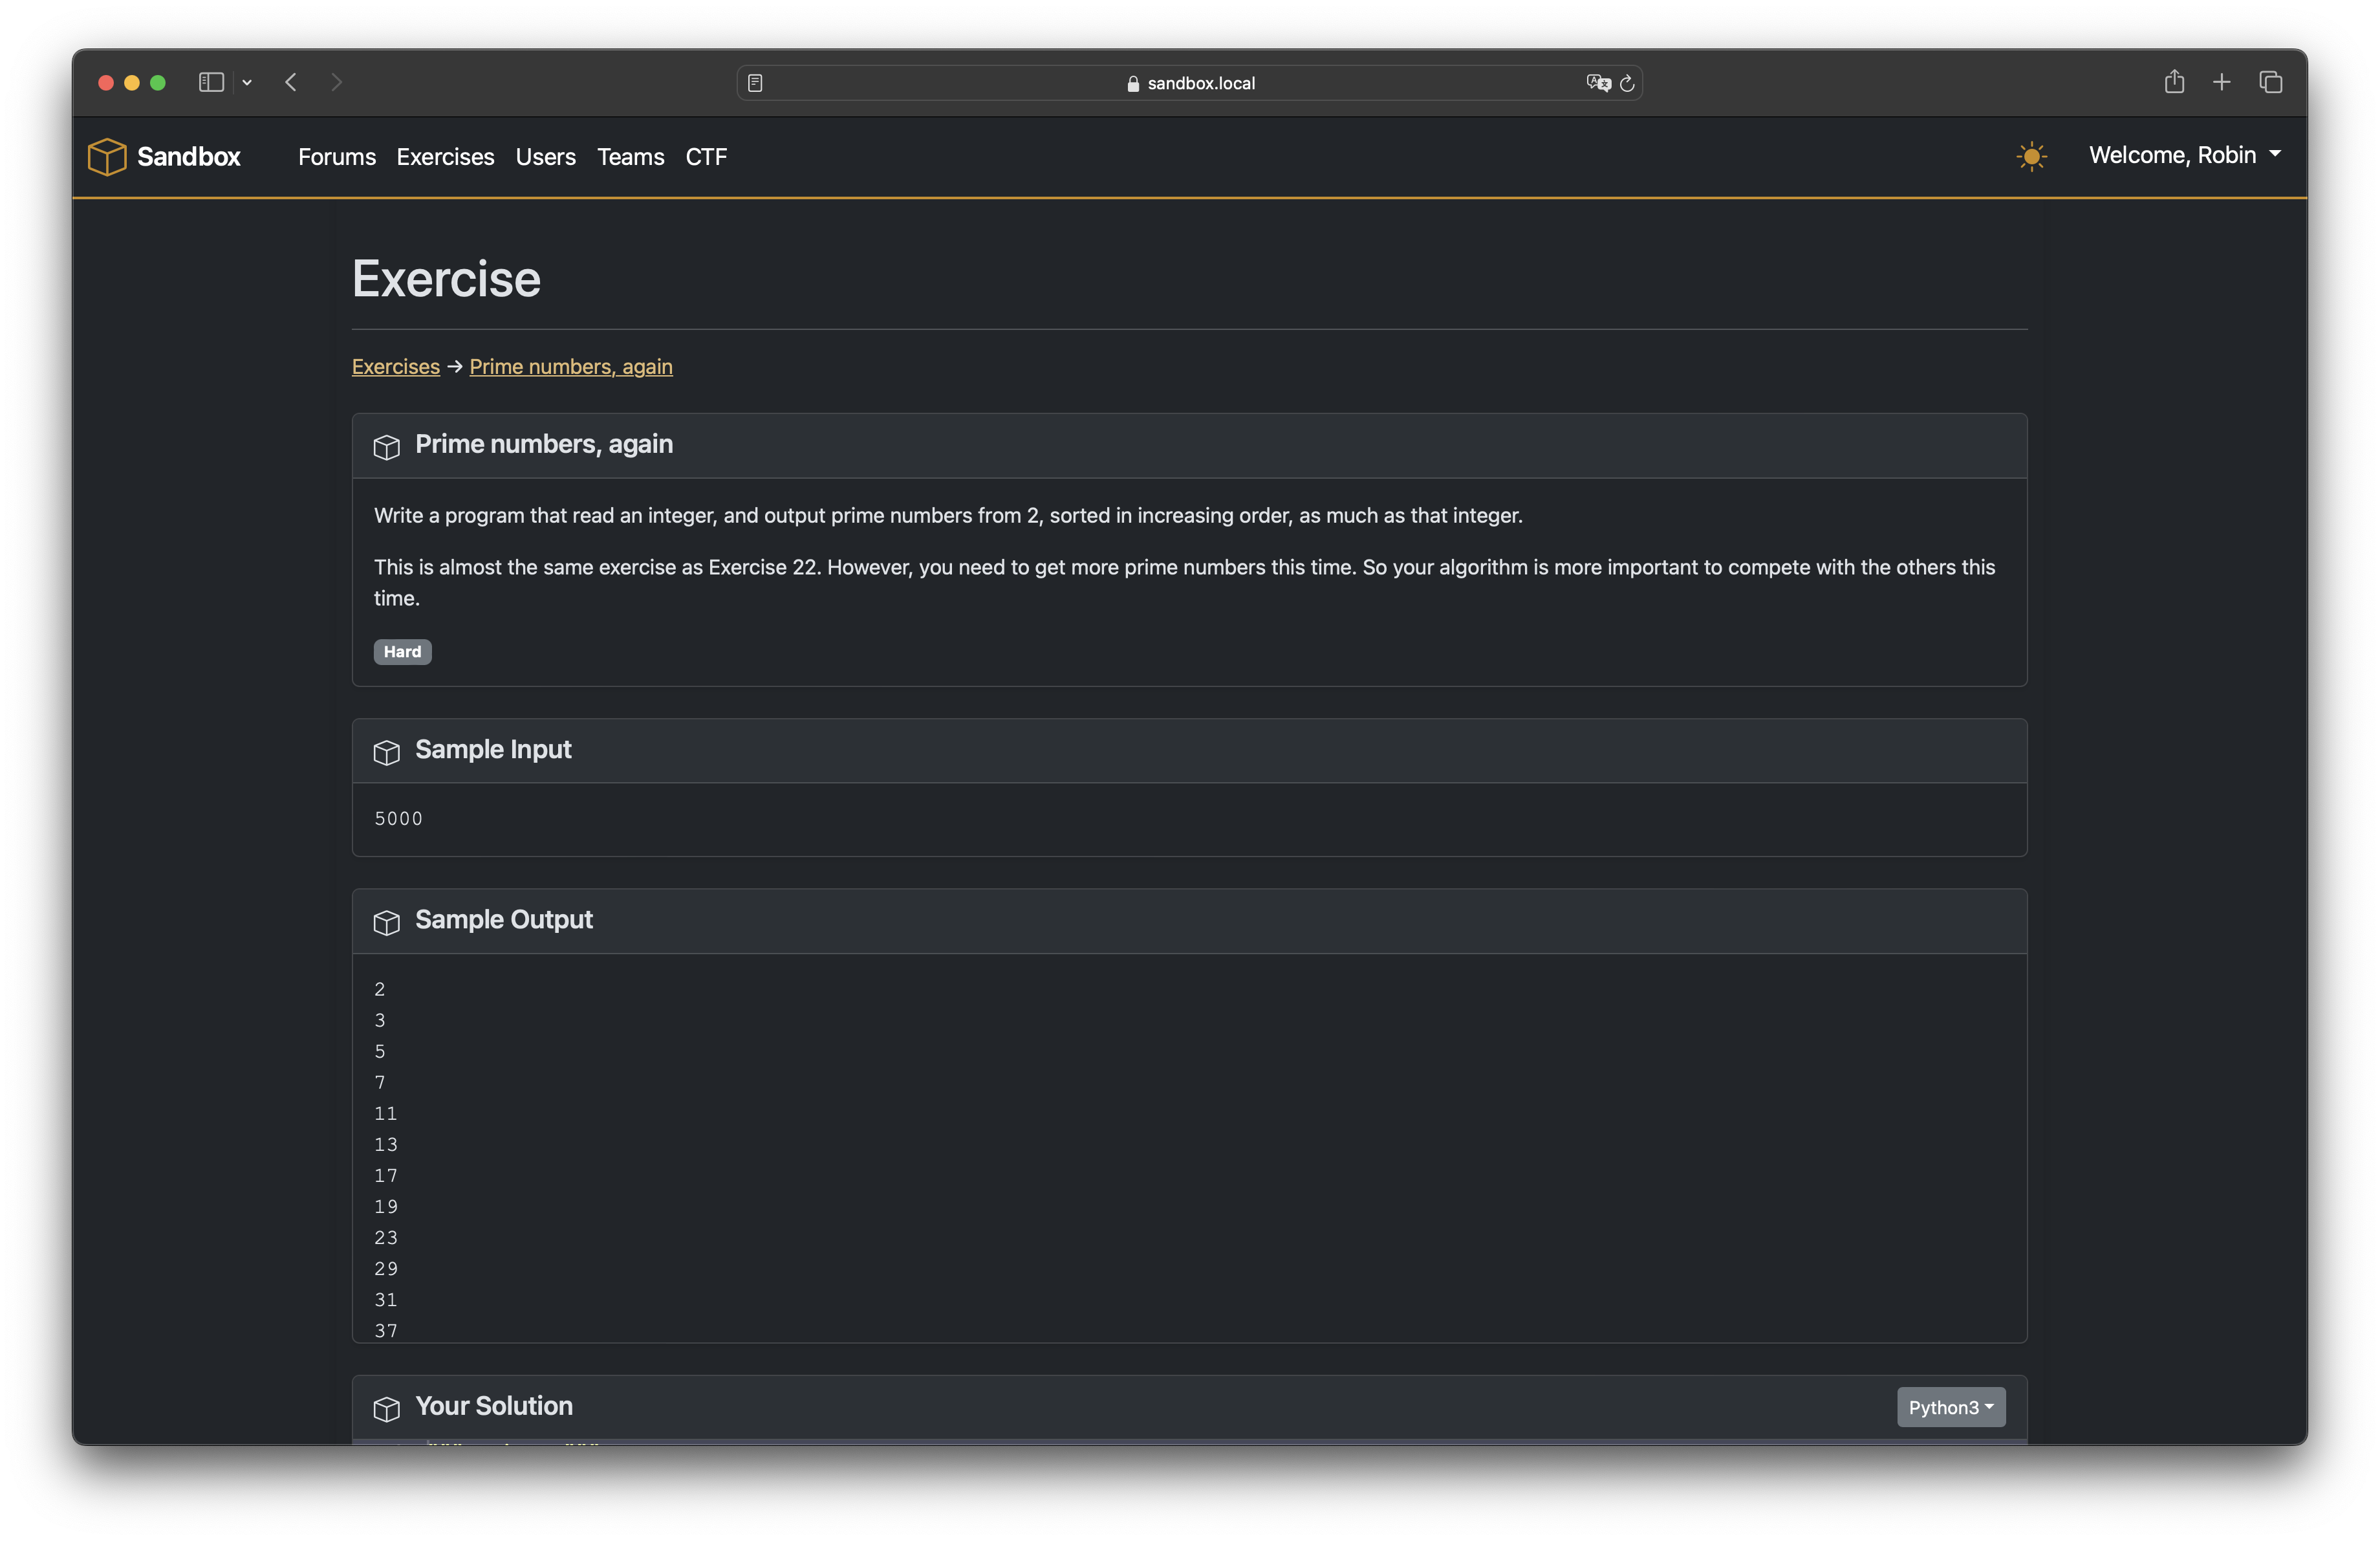 sandbox.local
Sandbox Forums Exercises Users Teams CTF Welcome, Robin
Exercise
Exercises → Prime numbers, again
Prime numbers, again
Write a program that read an integer, and output prime numbers from 2, sorted in increasing order, as much as that integer.
This is almost the same exercise as Exercise 22. However, you need to get more prime numbers this time. So your algorithm is more important to compete with the others this
time.
Hard
Sample Input
5000
Sample Output
2
3
5
7
11
13
17
19
23
29
31
37
Your Solution Python3